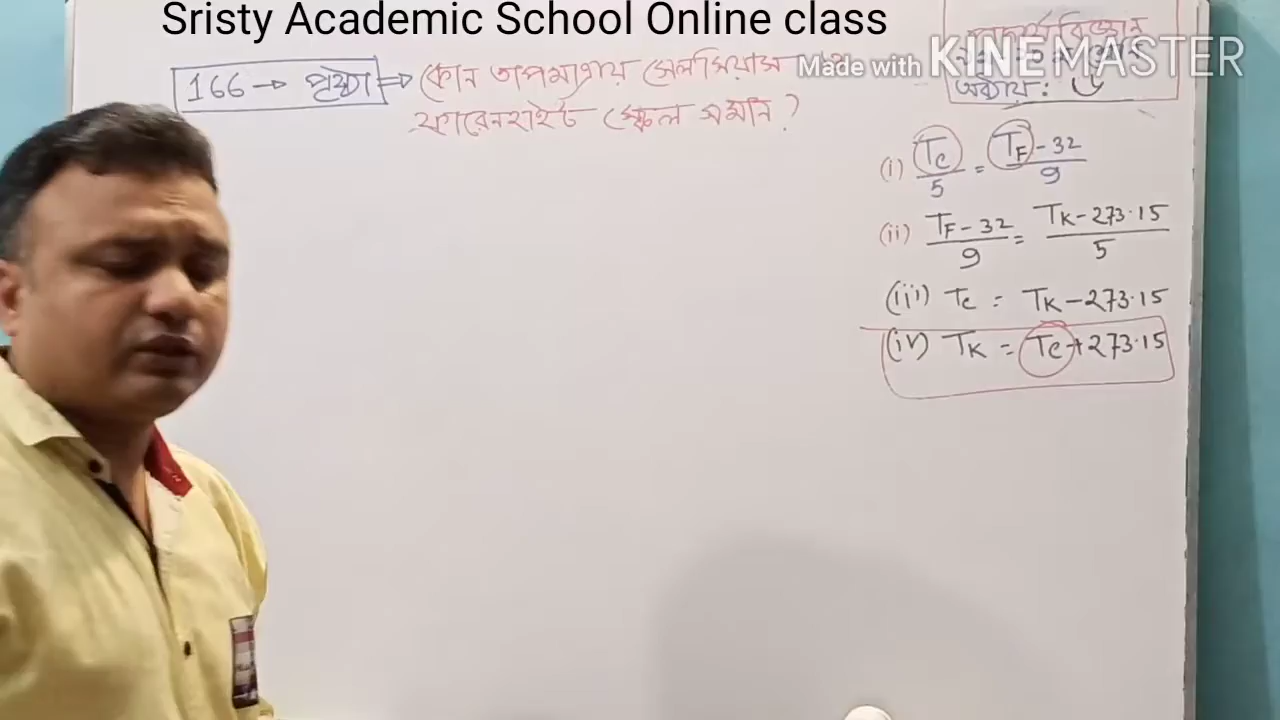 Sristy Academic School Online class
Made with KINEMASTER
166 → পৃষ্ঠা → কোন তাপমাত্রায় সেলসিয়াস
ফারেনহাইট স্কেল সমান ?
অধ্যায় : ৬
(i) Tc/5 = TF - 32/9
(ii) TF - 32/9 = TK - 273.15/5
(iii) Tc = TK - 273.15
(iv) TK = Tc + 273.15